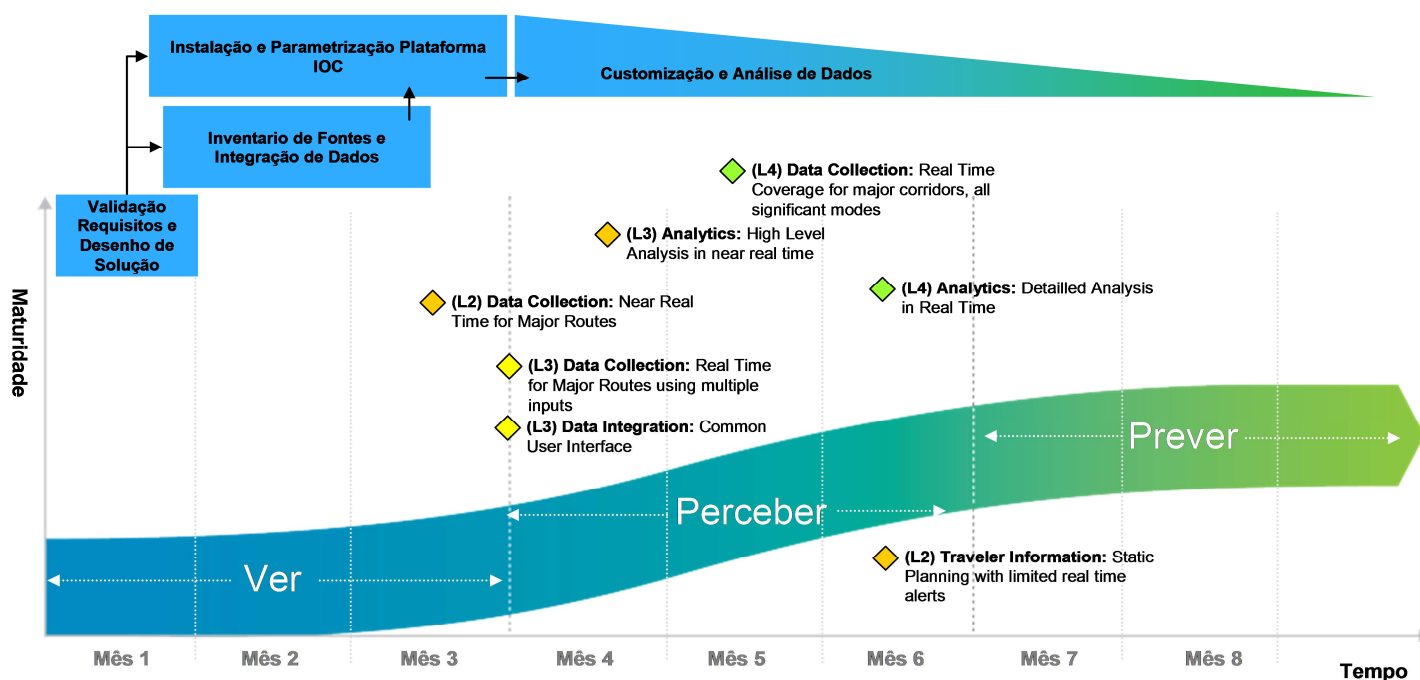 Instalação e Parametrização Plataforma
IOC
Customização e Análise de Dados
Inventario de Fontes e
Integração de Dados
Validação
Requisitos e
Desenho de
Solução
(L4) Data Collection: Real Time
Coverage for major corridors, all
significant modes
(L3) Analytics: High Level
Analysis in near real time
(L4) Analytics: Detailled Analysis
in Real Time
(L2) Data Collection: Near Real
Time for Major Routes
(L3) Data Collection: Real Time
for Major Routes using multiple
inputs
(L3) Data Integration: Common
User Interface
Maturidade
Prever
Perceber
Ver
(L2) Traveler Information: Static
Planning with limited real time
alerts
Mês 1
Mês 2
Mês 3
Mês 4
Mês 5
Mês 6
Mês 7
Mês 8
Tempo